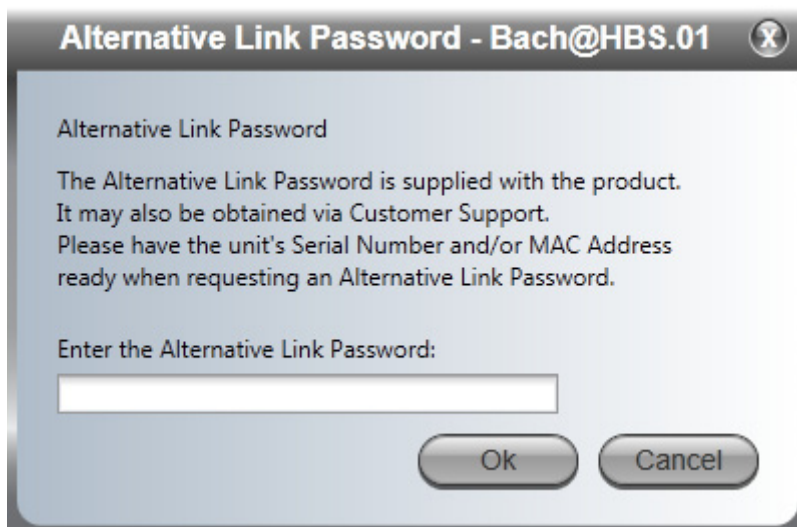 Alternative Link Password - Bach@HBS.01 X
Alternative Link Password
The Alternative Link Password is supplied with the product.
It may also be obtained via Customer Support.
Please have the unit's Serial Number and/or MAC Address
ready when requesting an Alternative Link Password.
Enter the Alternative Link Password:
Ok Cancel